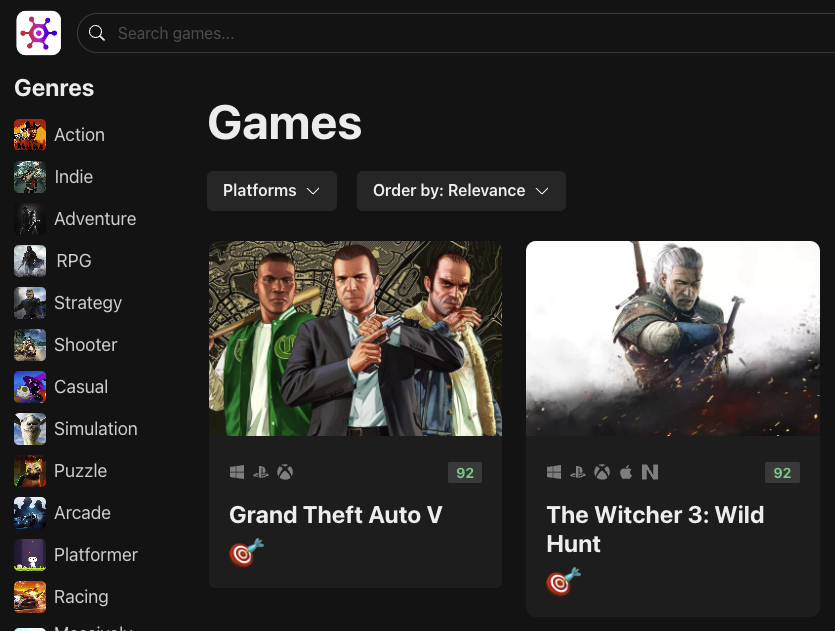 Search games...
Genres
Action
Indie
Adventure
RPG
Strategy
Shooter
Casual
Simulation
Puzzle
Arcade
Platformer
Racing
Massively
Games
Platforms
Order by: Relevance
92
Grand Theft Auto V
92
The Witcher 3: Wild
Hunt